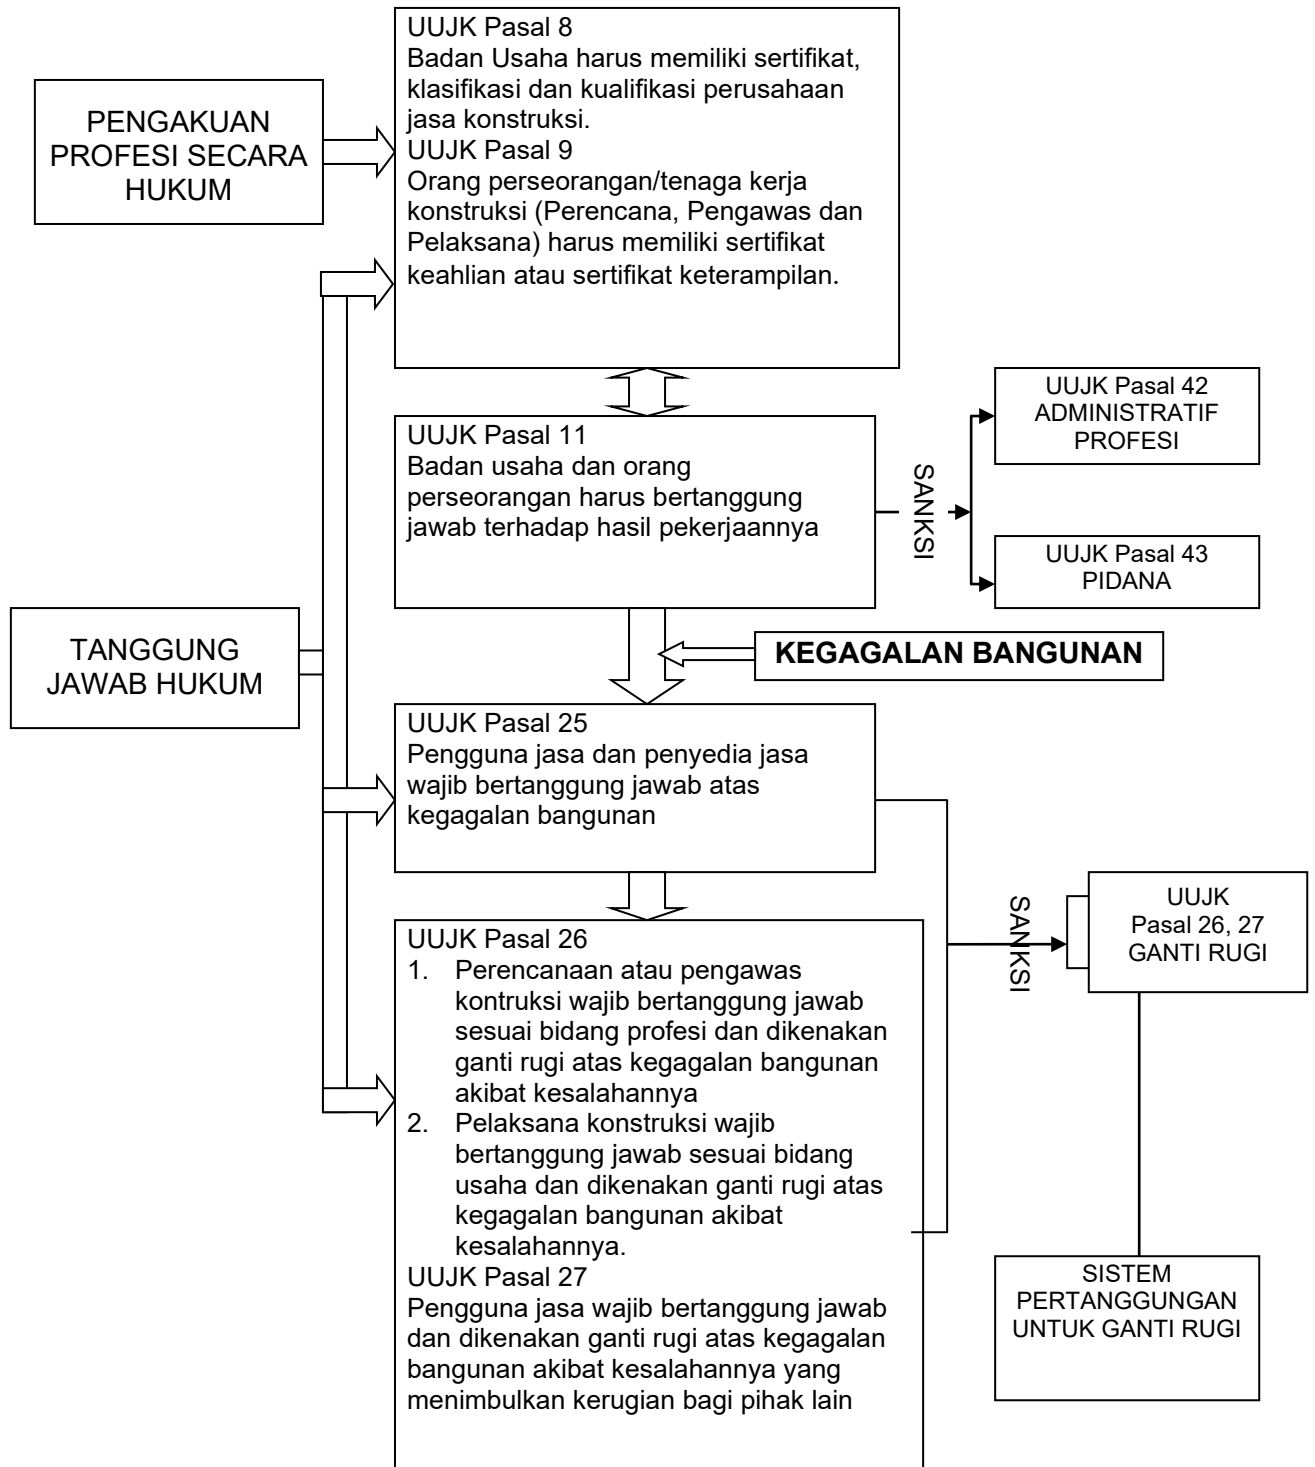 UUJK Pasal 8
Badan Usaha harus memiliki sertifikat,
klasifikasi dan kualifikasi perusahaan
jasa konstruksi.
UUJK Pasal 9
Orang perseorangan/tenaga kerja
konstruksi (Perencana, Pengawas dan
Pelaksana) harus memiliki sertifikat
keahlian atau sertifikat keterampilan.
PENGAKUAN
PROFESI SECARA
HUKUM
UUJK Pasal 11
Badan usaha dan orang
perseorangan harus bertanggung
jawab terhadap hasil pekerjaannya
SANKSI
UUJK Pasal 42
ADMINISTRATIF
PROFESI
UUJK Pasal 43
PIDANA
TANGGUNG
JAWAB HUKUM
KEGAGALAN BANGUNAN
UUJK Pasal 25
Pengguna jasa dan penyedia jasa
wajib bertanggung jawab atas
kegagalan bangunan
UUJK Pasal 26
1. Perencanaan atau pengawas
kontruksi wajib bertanggung jawab
sesuai bidang profesi dan dikenakan
ganti rugi atas kegagalan bangunan
akibat kesalahannya
2. Pelaksana konstruksi wajib
bertanggung jawab sesuai bidang
usaha dan dikenakan ganti rugi atas
kegagalan bangunan akibat
kesalahannya.
UUJK Pasal 27
Pengguna jasa wajib bertanggung jawab
dan dikenakan ganti rugi atas kegagalan
bangunan akibat kesalahannya yang
menimbulkan kerugian bagi pihak lain
SANKSI
UUJK
Pasal 26, 27
GANTI RUGI
SISTEM
PERTANGGUNGAN
UNTUK GANTI RUGI